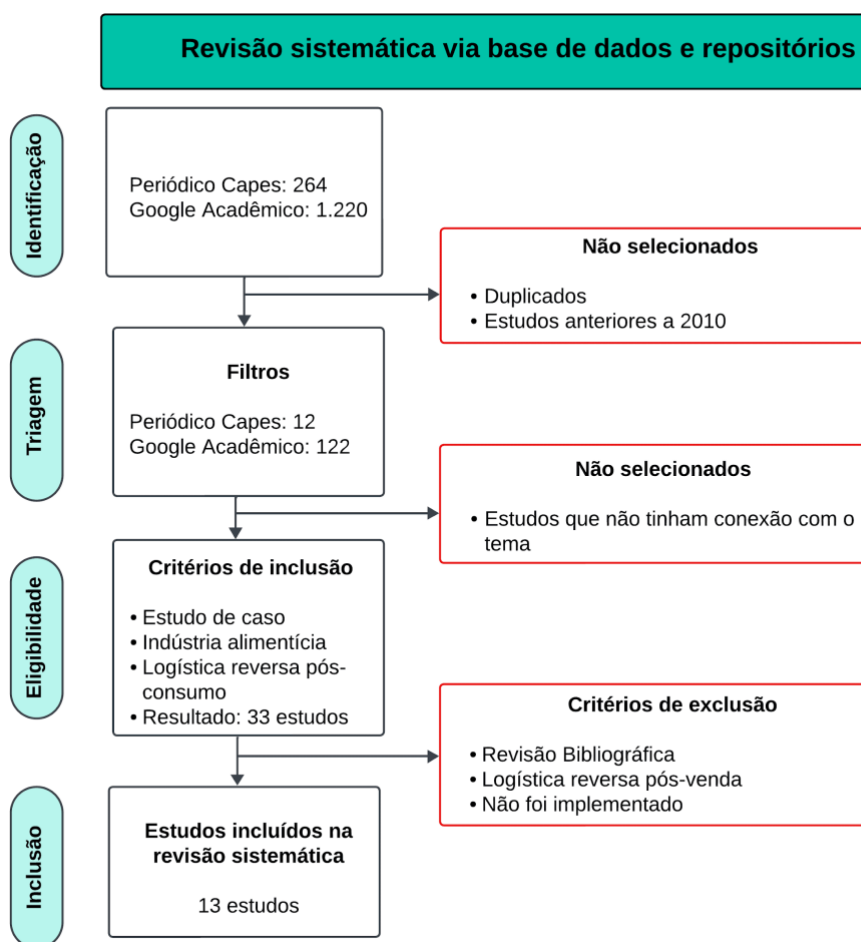 Revisão sistemática via base de dados e repositórios
Identificação
Periódico Capes: 264
Google Acadêmico: 1.220
Não selecionados
• Duplicados
• Estudos anteriores a 2010
Triagem
Filtros
Periódico Capes: 12
Google Acadêmico: 122
Não selecionados
• Estudos que não tinham conexão com o
tema
Eligibilidade
Critérios de inclusão
• Estudo de caso
• Indústria alimentícia
• Logística reversa pós-
consumo
• Resultado: 33 estudos
Critérios de exclusão
• Revisão Bibliográfica
• Logística reversa pós-venda
• Não foi implementado
Inclusão
Estudos incluídos na
revisão sistemática
13 estudos